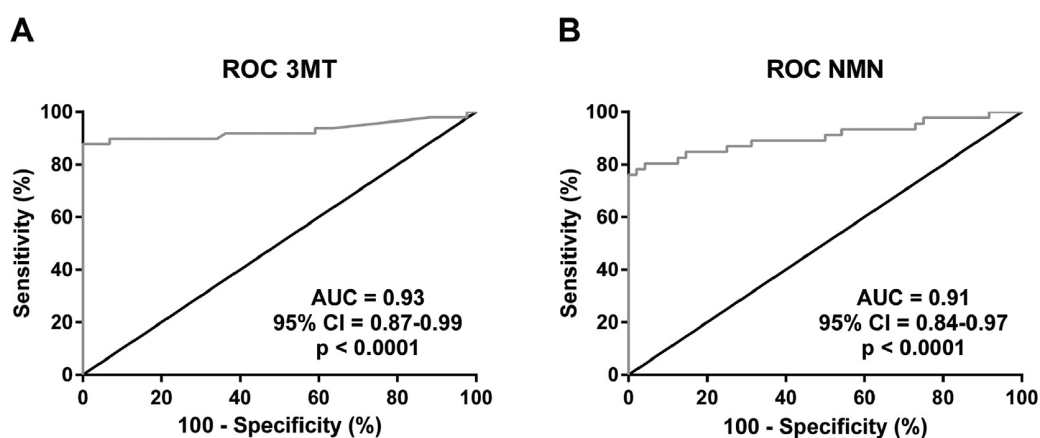 A
ROC 3MT
Sensitivity (%)
100
80
60
40
20
0
AUC = 0.93
95% CI = 0.87-0.99
p < 0.0001
0 20 40 60 80 100
100 - Specificity (%)
B
ROC NMN
Sensitivity (%)
100
80
60
40
20
0
AUC = 0.91
95% CI = 0.84-0.97
p < 0.0001
0 20 40 60 80 100
100 - Specificity (%)